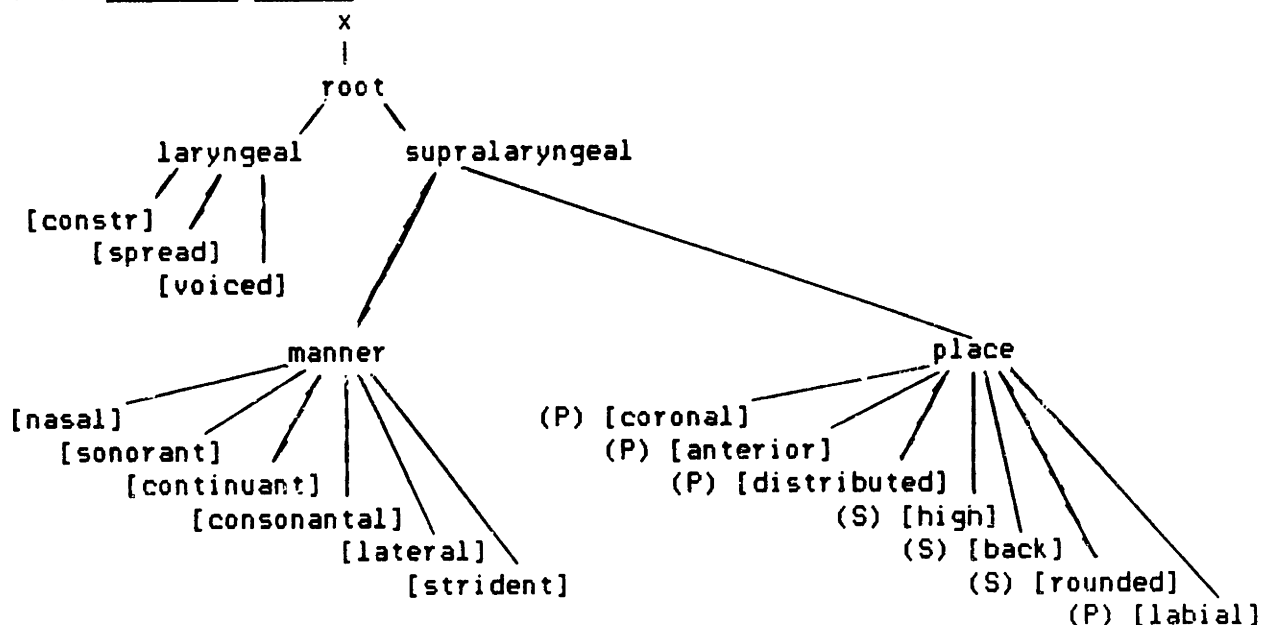 x
root
laryngeal supralaryngeal
[constr]
[spread]
[voiced]
manner place
[nasal] (P) [coronal]
[sonorant] (P) [anterior]
[continuant] (P) [distributed]
[consonantal] (S) [high]
[lateral] (S) [back]
[strident] (S) [rounded]
(P) [labial]